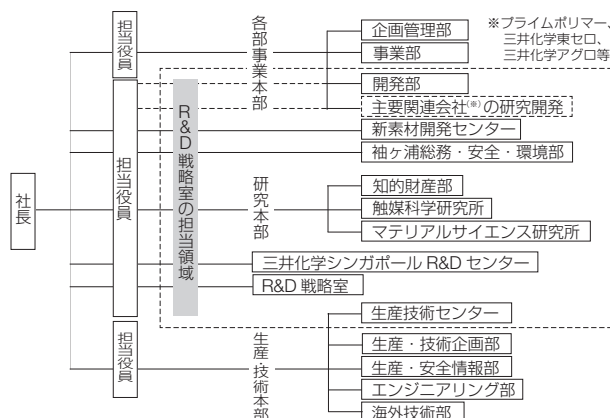 社長
担当役員
担当役員
担当役員
R&D戦略室の担当領域
各部事業本部
企画管理部
事業部
※プライムポリマー、
三井化学東セロ、
三井化学アグロ等
開発部
主要関連会社(※)の研究開発
新素材開発センター
袖ヶ浦総務・安全・環境部
研究本部
知的財産部
触媒科学研究所
マテリアルサイエンス研究所
三井化学シンガポール R&D センター
R&D 戦略室
生産・技術本部
生産技術センター
生産・技術企画部
生産・安全情報部
エンジニアリング部
海外技術部